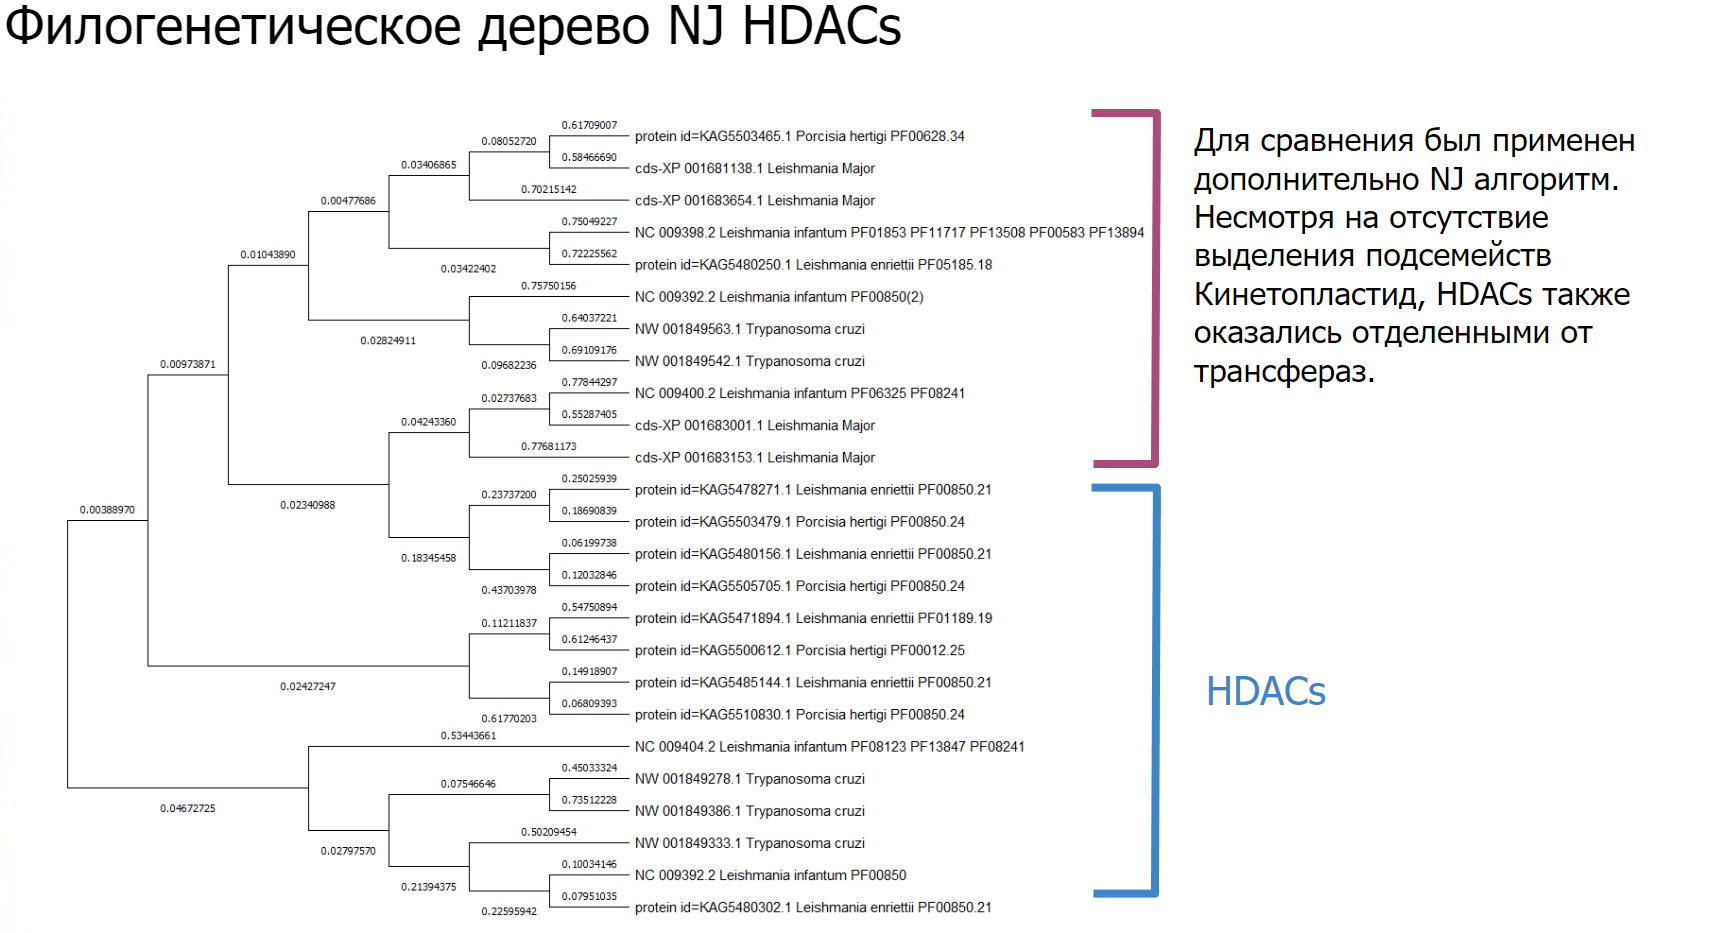 Филогенетическое дерево NJ HDACs
0.61709007
protein id=KAG5503465.1 Porcisia hertigi PF00628.34
0.08052720
0.58466690
cds-XP 001681138.1 Leishmania Major
0.03406865
0.70215142
cds-XP 001683654.1 Leishmania Major
0.00477686
0.75049227
NC 009398.2 Leishmania infantum PF01853 PF11717 PF13508 PF00583 PF13894
0.72225562
protein id=KAG5480250.1 Leishmania enriettii PF05185.18
0.03422402
0.01043890
0.75750156
NC 009392.2 Leishmania infantum PF00850(2)
0.64037221
NW 001849563.1 Trypanosoma cruzi
0.02824911
0.69109176
NW 001849542.1 Trypanosoma cruzi
0.09682236
0.00973871
0.77844297
NC 009400.2 Leishmania infantum PF06325 PF08241
0.02737683
0.55287405
cds-XP 001683001.1 Leishmania Major
0.04243360
0.77681173
cds-XP 001683153.1 Leishmania Major
0.02340988
0.25025939
protein id=KAG5478271.1 Leishmania enriettii PF00850.21
0.23737200
0.18690839
protein id=KAG5503479.1 Porcisia hertigi PF00850.24
0.00388970
0.06199738
protein id=KAG5480156.1 Leishmania enriettii PF00850.21
0.18345458
0.12032846
protein id=KAG5505705.1 Porcisia hertigi PF00850.24
0.43703978
0.54750894
protein id=KAG5471894.1 Leishmania enriettii PF01189.19
0.11211837
0.61246437
protein id=KAG5500612.1 Porcisia hertigi PF00012.25
0.02427247
0.14918907
protein id=KAG5485144.1 Leishmania enriettii PF00850.21
0.06809393
protein id=KAG5510830.1 Porcisia hertigi PF00850.24
0.61770203
0.53443661
NC 009404.2 Leishmania infantum PF08123 PF13847 PF08241
0.45033324
NW 001849278.1 Trypanosoma cruzi
0.07546646
0.73512228
NW 001849386.1 Trypanosoma cruzi
0.04672725
0.50209454
NW 001849333.1 Trypanosoma cruzi
0.02797570
0.10034146
NC 009392.2 Leishmania infantum PF00850
0.21394375
0.07951035
protein id=KAG5480302.1 Leishmania enriettii PF00850.21
0.22595942
Для сравнения был применен
дополнительно NJ алгоритм.
Несмотря на отсутствие
выделения подсемейств
Кинетопластид, HDACs также
оказались отделенными от
трансфераз.
HDACs